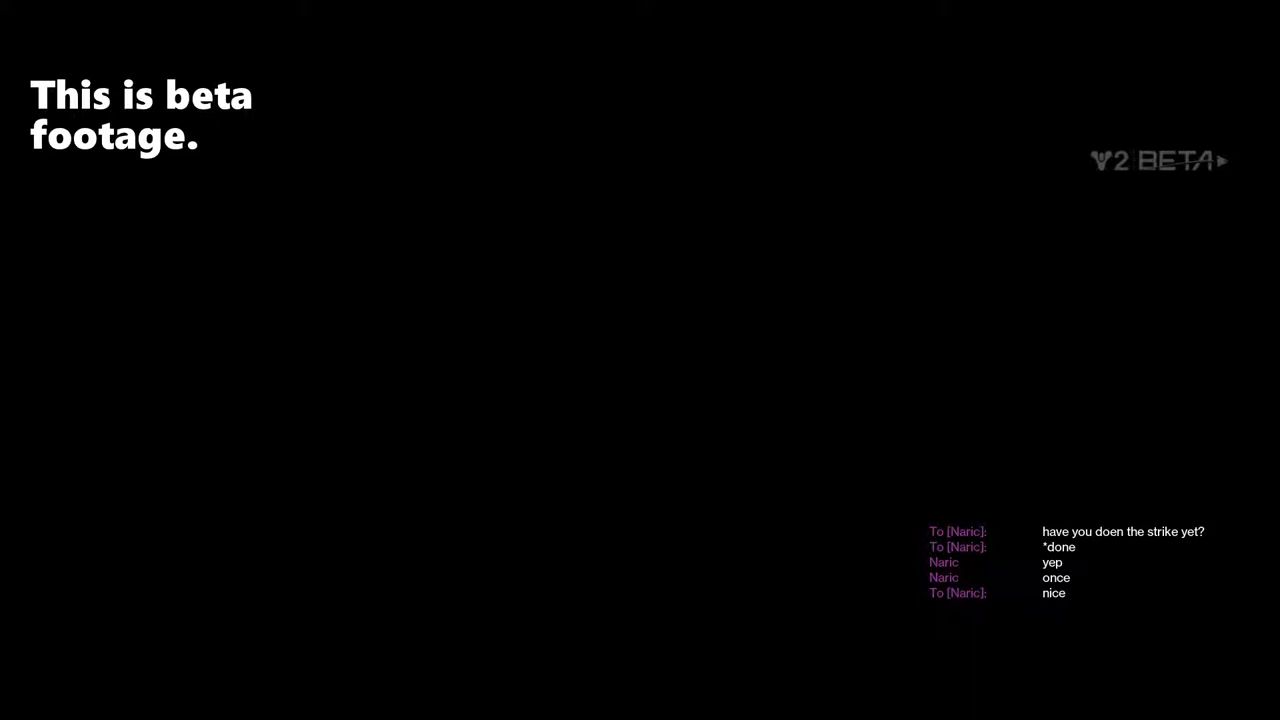 This is beta
footage.
2 BETA
To [Naric]: have you doen the strike yet?
To [Naric]: *done
Naric yep
Naric once
To [Naric]: nice